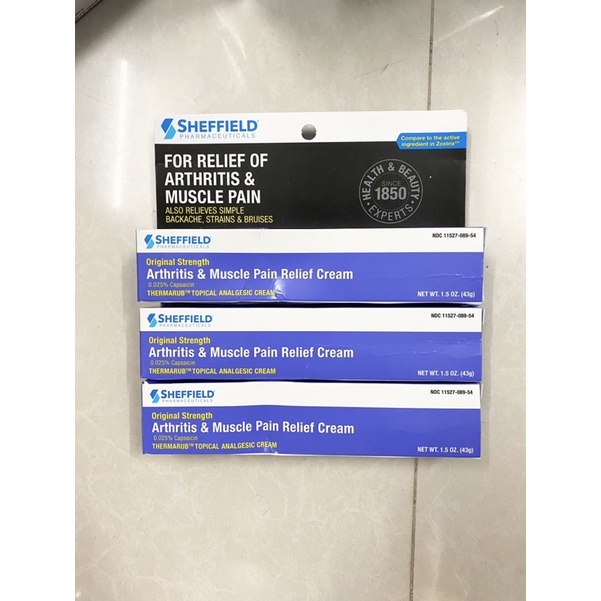 SHEFFIELD
PHARMACEUTICALS
Compare to the active
ingredient in Zostrix**
FOR RELIEF OF
ARTHRITIS &
MUSCLE PAIN
ALSO RELIEVES SIMPLE
BACKACHE, STRAINS & BRUISES
HEALTH & BEAUTY
SINCE
1850
EXPERTS
SHEFFIELD
PHARMACEUTICALS
NDC 11527-089-54
Original Strength
Arthritis & Muscle Pain Relief Cream
0.025% Capsaicin
THERMARUB™ TOPICAL ANALGESIC CREAM
NET WT. 1.5 OZ. (43g)
SHEFFIELD
PHARMACEUTICALS
NDC 11527-089-54
Original Strength
Arthritis & Muscle Pain Relief Cream
0.025% Capsaicin
THERMARUB™ TOPICAL ANALGESIC CREAM
NET WT. 1.5 OZ. (43g)
SHEFFIELD
PHARMACEUTICALS
NDC 11527-089-54
Original Strength
Arthritis & Muscle Pain Relief Cream
0.025% Capsaicin
THERMARUB™ TOPICAL ANALGESIC CREAM
NET WT. 1.5 OZ. (43g)